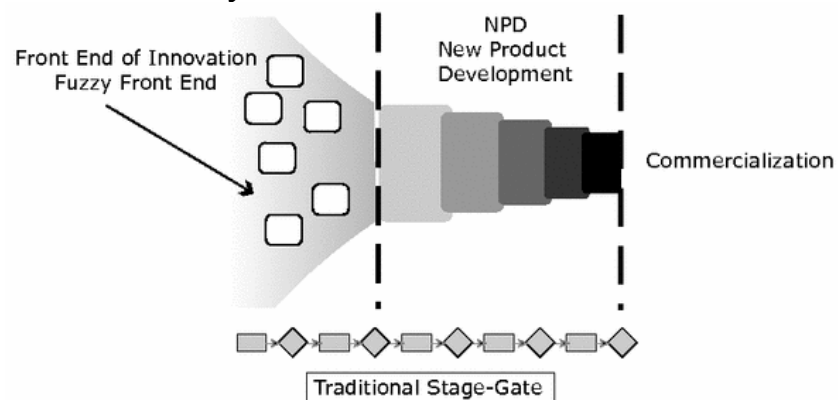 Front End of Innovation
Fuzzy Front End
NPD
New Product
Development
Commercialization
Traditional Stage-Gate